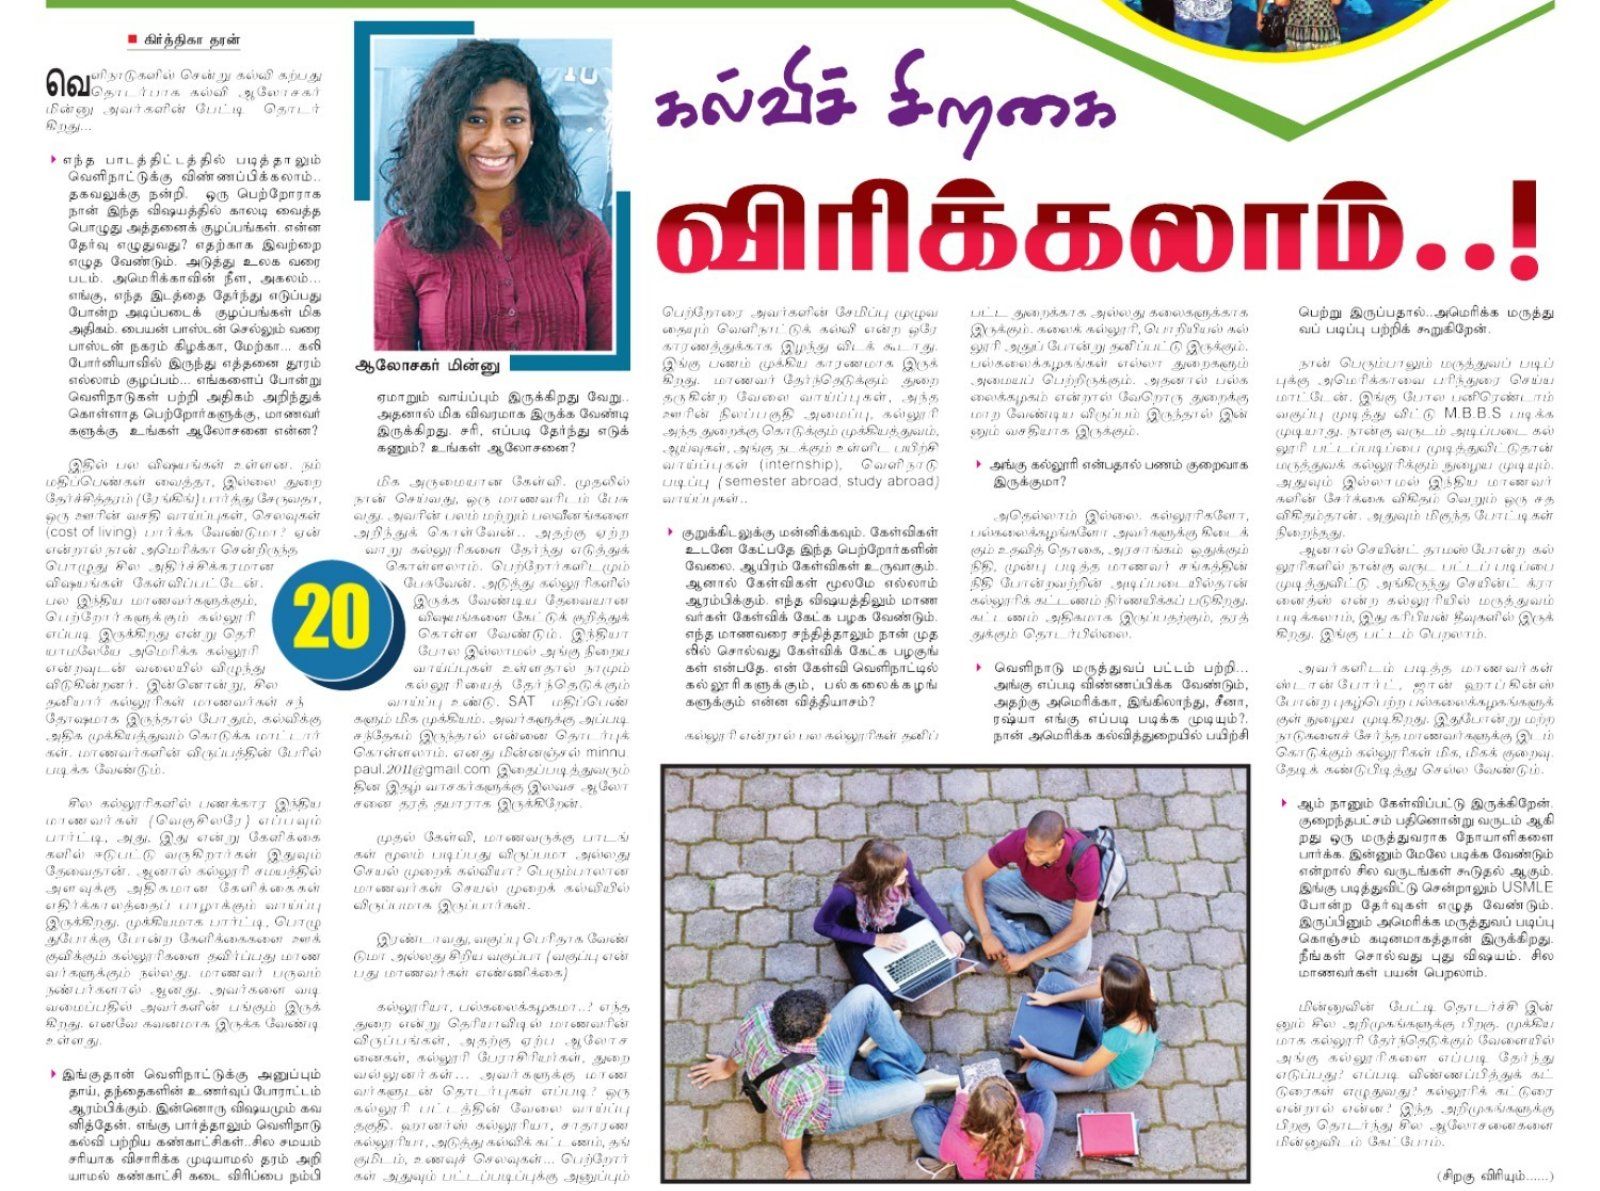 கிர்த்திகா தரன்
வெளிநாடுகளில் சென்று கல்வி கற்பது
தொடர்பாக கல்வி ஆலோசகர்
மின்னு அவர்களின் பேட்டி தொடர்
கிறது...
எந்த பாடத்திட்டத்தில் படித்தாலும்
வெளிநாட்டுக்கு விண்ணப்பிக்கலாம்..
தகவலுக்கு நன்றி. ஒரு பெற்றோராக
நான் இந்த விஷயத்தில் காலடி வைத்த
பொழுது அத்தனைக் குழப்பங்கள். என்ன
தேர்வு எழுதுவது? எதற்காக இவற்றை
எழுத வேண்டும். அடுத்து உலக வரை
படம். அமெரிக்காவின் நீள, அகலம்...
எங்கு, எந்த இடத்தை தேர்ந்து எடுப்பது
போன்ற அடிப்படைக் குழப்பங்கள் மிக
அதிகம். பையன் பாஸ்டன் செல்லும் வரை
பாஸ்டன் நகரம் கிழக்கா, மேற்கா... கலி
போர்னியாவில் இருந்து எத்தனை தூரம்
எல்லாம் குழப்பம்... எங்களைப் போன்று
வெளிநாடுகள் பற்றி அதிகம் அறிந்துக்
கொள்ளாத பெற்றோர்களுக்கு, மாணவர்
களுக்கு உங்கள் ஆலோசனை என்ன?
இதில் பல விஷயங்கள் உள்ளன. நம்
மதிப்பெண்கள் வைத்தா, இல்லை துறை
தேர்ச்சித்தரம் (ரேங்கிங்) பார்த்து சேருவதா,
ஒரு ஊரின் வசதி வாய்ப்புகள், செலவுகள்
(cost of living) பார்க்க வேண்டுமா? ஏன்
என்றால் நான் அமெரிக்கா சென்றிருந்த
பொழுது சில அதிர்ச்சிக்கரமான
விஷயங்கள் கேள்விப்பட்டேன்.
பல இந்திய மாணவர்களுக்கும்,
பெற்றோர்களுக்கும் கல்லூரி
எப்படி இருக்கிறது என்று தெரி
யாமலேயே அமெரிக்க கல்லூரி
என்றவுடன் வலையில் விழுந்து
விடுகின்றனர். இன்னொன்று, சில
தனியார் கல்லூரிகள் மாணவர்கள் சந்
தோஷமாக இருந்தால் போதும், கல்விக்கு
அதிக முக்கியத்துவம் கொடுக்க மாட்டார்
கள். மாணவர்களின் விருப்பத்தின் பேரில்
படிக்க வேண்டும்.
சில கல்லூரிகளில் பணக்கார இந்திய
மாணவர்கள் (வெகுசிலரே) எப்பவும்
பார்ட்டி, அது, இது என்று கேளிக்கை
களில் ஈடுபட்டு வருகிறார்கள் இதுவும்
தேவைதான். ஆனால் கல்லூரி சமயத்தில்
அளவுக்கு அதிகமான கேளிக்கைகள்
எதிர்க்காலத்தைப் பாழாக்கும் வாய்ப்பு
இருக்கிறது. முக்கியமாக பார்ட்டி, பொழு
துபோக்கு போன்ற கேளிக்கைகளை ஊக்
குவிக்கும் கல்லூரிகளை தவிர்ப்பது மாண
வர்களுக்கும் நல்லது. மாணவர் பருவம்
நண்பர்களால் ஆனது. அவர்களை வடி
வமைப்பதில் அவர்களின் பங்கும் இருக்
கிறது. எனவே கவனமாக இருக்க வேண்டி
உள்ளது.
இங்குதான் வெளிநாட்டுக்கு அனுப்பும்
தாய், தந்தைகளின் உணர்வுப் போராட்டம்
ஆரம்பிக்கும். இன்னொரு விஷயமும் கவ
னித்தேன். எங்கு பார்த்தாலும் வெளிநாடு
கல்வி பற்றிய கண்காட்சிகள்..சில சமயம்
சரியாக விசாரிக்க முடியாமல் தரம் அறி
யாமல் கண்காட்சி கடை விரிப்பை நம்பி
ஆலோசகர் மின்னு
ஏமாறும் வாய்ப்பும் இருக்கிறது வேறு..
அதனால் மிக விவரமாக இருக்க வேண்டி
இருக்கிறது. சரி, எப்படி தேர்ந்து எடுக்
கணும்? உங்கள் ஆலோசனை?
மிக அருமையான கேள்வி. முதலில்
நான் செய்வது, ஒரு மாணவரிடம் பேசு
வது. அவரின் பலம் மற்றும் பலவீனங்களை
அறிந்துக் கொள்வேன்.. அதற்கு ஏற்ற
வாறு கல்லூரிகளை தேர்ந்து எடுத்துக்
கொள்ளலாம். பெற்றோர்களிடமும்
பேசுவேன். அடுத்து கல்லூரிகளில்
இருக்க வேண்டிய தேவையான
விஷயங்களை கேட்டுக் குறித்துக்
கொள்ள வேண்டும். இந்தியா
போல இல்லாமல் அங்கு நிறைய
வாய்ப்புகள் உள்ளதால் நாமும்
கல்லூரியைத் தேர்ந்தெடுக்கும்
வாய்ப்பு உண்டு. SAT மதிப்பெண்
களும் மிக முக்கியம். அவர்களுக்கு அப்படி
சந்தேகம் இருந்தால் என்னை தொடர்புக்
கொள்ளலாம். எனது மின்னஞ்சல் minnu.
paul.2011@gmail.com இதைப்படித்துவரும்
தின இதழ் வாசகர்களுக்கு இலவச ஆலோ
சனை தரத் தயாராக இருக்கிறேன்.
முதல் கேள்வி, மாணவருக்கு பாடங்
கள் மூலம் படிப்பது விருப்பமா அல்லது
செயல் முறைக் கல்வியா? பெரும்பாலான
மாணவர்கள் செயல் முறைக் கல்வியில்
விருப்பமாக இருப்பார்கள்.
இரண்டாவது, வகுப்பு பெரிதாக வேண்
டுமா அல்லது சிறிய வகுப்பா (வகுப்பு என்
பது மாணவர்கள் எண்ணிக்கை)
கல்லூரியா, பல்கலைக்கழகமா..? எந்த
துறை என்று தெரியாவிடில் மாணவரின்
விருப்பங்கள், அதற்கு ஏற்ப ஆலோச
னைகள், கல்லூரி பேராசிரியர்கள், துறை
வல்லுனர்கள்... அவர்களுக்கு மாண
வர்களுடன் தொடர்புகள் எப்படி? ஒரு
கல்லூரி பட்டத்தின் வேலை வாய்ப்பு
தகுதி. ஹானர்ஸ் கல்லூரியா, சாதாரண
கல்லூரியா, அடுத்து கல்விக் கட்டணம், தங்
குமிடம், உணவுச் செலவுகள்... பெற்றோர்
கள் அதுவும் பட்டப்படிப்புக்கு அனுப்பும்
20
கல்விச் சிறகை
விரிக்கலாம்..!
பெற்றோரை அவர்களின் சேமிப்பு முழுவ
தையும் வெளிநாட்டுக் கல்வி என்ற ஒரே
காரணத்துக்காக இழந்து விடக் கூடாது.
இங்கு பணம் முக்கிய காரணமாக இருக்
கிறது. மாணவர் தேர்ந்தெடுக்கும் துறை
தருகின்ற வேலை வாய்ப்புகள், அந்த
ஊரின் நிலப்பகுதி அமைப்பு, கல்லூரி
அந்த துறைக்கு கொடுக்கும் முக்கியத்துவம்,
ஆய்வுகள், அங்கு நடக்கும் உள்ளிட பயிற்சி
வாய்ப்புகள் (internship), வெளிநாடு
படிப்பு (semester abroad, study abroad)
வாய்ப்புகள்..
குறுக்கிடலுக்கு மன்னிக்கவும். கேள்விகள்
உடனே கேட்பதே இந்த பெற்றோர்களின்
வேலை. ஆயிரம் கேள்விகள் உருவாகும்.
ஆனால் கேள்விகள் மூலமே எல்லாம்
ஆரம்பிக்கும். எந்த விஷயத்திலும் மாண
வர்கள் கேள்விக் கேட்க பழக வேண்டும்.
எந்த மாணவரை சந்தித்தாலும் நான் முத
லில் சொல்வது கேள்விக் கேட்க பழகுங்
கள் என்பதே. என் கேள்வி வெளிநாட்டில்
கல்லூரிகளுக்கும், பல்கலைக்கழங்
களுக்கும் என்ன வித்தியாசம்?
கல்லூரி என்றால் பல கல்லூரிகள் தனிப்
பட்ட துறைக்காக அல்லது கலைகளுக்காக
இருக்கும். கலைக் கல்லூரி, பொறியியல் கல்
லூரி அதுப் போன்று தனிப்பட்டு இருக்கும்.
பல்கலைக்கழகங்கள் எல்லா துறைகளும்
அமையப் பெற்றிருக்கும். அதனால் பல்க
லைக்கழகம் என்றால் வேறொரு துறைக்கு
மாற வேண்டிய விருப்பம் இருந்தால் இன்
னும் வசதியாக இருக்கும்.
அங்கு கல்லூரி என்பதால் பணம் குறைவாக
இருக்குமா?
அதெல்லாம் இல்லை. கல்லூரிகளோ,
பல்கலைக்கழங்களோ அவர்களுக்கு கிடைக்
கும் உதவித் தொகை, அரசாங்கம் ஒதுக்கும்
நிதி, முன்பு படித்த மாணவர் சங்கத்தின்
நிதி போன்றவற்றின் அடிப்படையில்தான்
கல்லூரிக் கட்டணம் நிர்ணயிக்கப் படுகிறது.
கட்டணம் அதிகமாக இருப்பதற்கும், தரத்
துக்கும் தொடர்பில்லை.
வெளிநாடு மருத்துவப் பட்டம் பற்றி...
அங்கு எப்படி விண்ணப்பிக்க வேண்டும்,
அதற்கு அமெரிக்கா, இங்கிலாந்து, சீனா,
ரஷ்யா எங்கு எப்படி படிக்க முடியும்?.
நான் அமெரிக்க கல்வித்துறையில் பயிற்சி
பெற்று இருப்பதால்..அமெரிக்க மருத்து
வப் படிப்பு பற்றிக் கூறுகிறேன்.
நான் பெரும்பாலும் மருத்துவப் படிப்
புக்கு அமெரிக்காவை பரிந்துரை செய்ய
மாட்டேன். இங்கு போல பனிரெண்டாம்
வகுப்பு முடித்து விட்டு M.B.B.S படிக்க
முடியாது. நான்கு வருடம் அடிப்படை கல்
லூரி பட்டப்படிப்பை முடித்துவிட்டுதான்
மருத்துவக் கல்லூரிக்கும் நுழைய முடியும்.
அதுவும் இல்லாமல் இந்திய மாணவர்
களின் சேர்க்கை விகிதம் வெறும் ஒரு சத
விகிதம்தான். அதுவும் மிகுந்த போட்டிகள்
நிறைந்தது.
ஆனால் செயின்ட் தாமஸ் போன்ற கல்
லூரிகளில் நான்கு வருட பட்டப் படிப்பை
முடித்துவிட்டு அங்கிருந்து செயின்ட் க்ரா
னைத்ஸ் என்ற கல்லூரியில் மருத்துவம்
படிக்கலாம், இது கரிபியன் தீவுகளில் இருக்
கிறது. இங்கு பட்டம் பெறலாம்.
அவர்களிடம் படித்த மாணவர்கள்
ஸ்டான்போர்ட், ஜான் ஹாப்கின்ஸ்
போன்ற புகழ்பெற்ற பல்கலைக்கழகங்களுக்
குள் நுழைய முடிகிறது. இதுபோன்று மற்ற
நாடுகளைச் சேர்ந்த மாணவர்களுக்கு இடம்
கொடுக்கும் கல்லூரிகள் மிக, மிகக் குறைவு.
தேடிக் கண்டுபிடித்து செல்ல வேண்டும்.
ஆம் நானும் கேள்விப்பட்டு இருக்கிறேன்.
குறைந்தபட்சம் பதினொன்று வருடம் ஆகி
றது ஒரு மருத்துவராக நோயாளிகளை
பார்க்க. இன்னும் மேலே படிக்க வேண்டும்
என்றால் சில வருடங்கள் கூடுதல் ஆகும்.
இங்கு படித்துவிட்டு சென்றாலும் USMLE
போன்ற தேர்வுகள் எழுத வேண்டும்.
இருப்பினும் அமெரிக்க மருத்துவப் படிப்பு
கொஞ்சம் கடினமாகத்தான் இருக்கிறது.
நீங்கள் சொல்வது புது விஷயம். சில
மாணவர்கள் பயன் பெறலாம்.
மின்னுவின் பேட்டி தொடர்ச்சி இன்
னும் சில அறிமுகங்களுக்கு பிறகு. முக்கிய
மாக கல்லூரி தேர்ந்தெடுக்கும் வேளையில்
அங்கு கல்லூரிகளை எப்படி தேர்ந்து
எடுப்பது? எப்படி விண்ணப்பித்துக் கட்
டுரைகள் எழுதுவது? கல்லூரிக் கட்டுரை
என்றால் என்ன? இந்த அறிமுகங்களுக்கு
பிறகு தொடர்ந்து சில ஆலோசனைகளை
மின்னுவிடம் கேட்போம்.
(சிறகு விரியும்......)